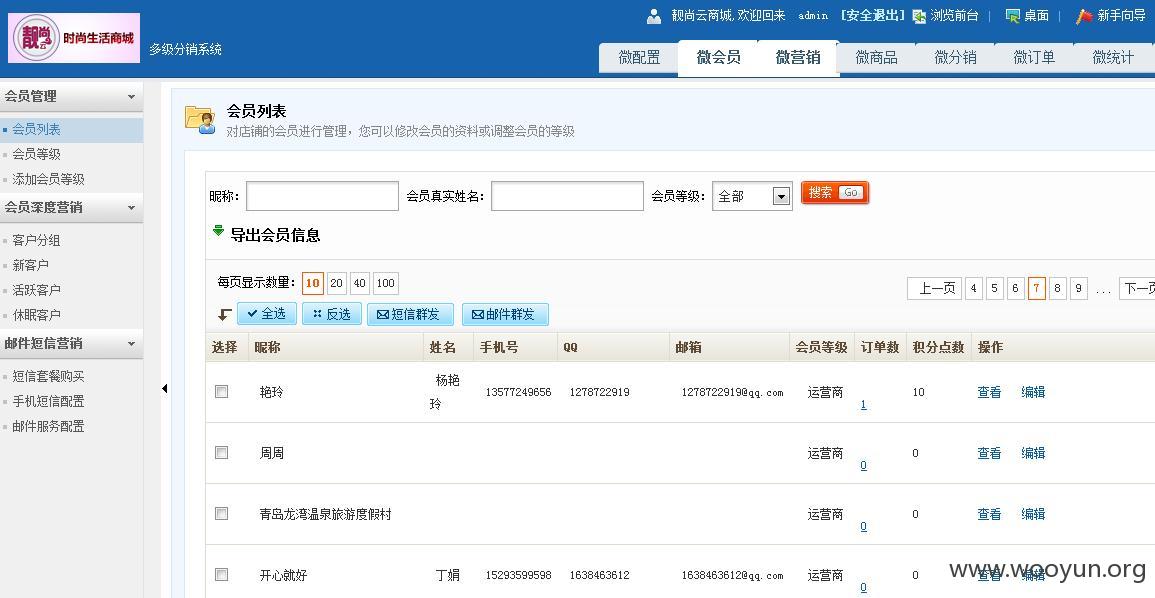 靓尚云商城,欢迎回来 admin [安全退出] 浏览前台 | 桌面 | 新手向导
靓尚云 时尚生活商城 多级分销系统
微配置 微会员 微营销 微商品 微分销 微订单 微统计
会员管理
会员列表
会员等级
添加会员等级
会员深度营销
客户分组
新客户
活跃客户
休眠客户
邮件短信营销
短信套餐购买
手机短信配置
邮件服务配置
会员列表
对店铺的会员进行管理，您可以修改会员的资料或调整会员的等级
昵称: 会员真实姓名: 会员等级: 全部 搜索 Go
导出会员信息
每页显示数量: 10 20 40 100
上一页 4 5 6 7 8 9 ... 下一页
全选 反选 短信群发 邮件群发
选择 昵称 姓名 手机号 QQ 邮箱 会员等级 订单数 积分点数 操作
艳玲 杨艳玲 13577249656 1278722919 1278722919@qq.com 运营商 1 10 查看 编辑
周周 运营商 0 0 查看 编辑
青岛龙湾温泉旅游度假村 运营商 0 0 查看 编辑
开心就好 丁娟 15293599598 1638463612 1638463612@qq.com 运营商 0 0 查看 编辑
www.wooyun.org